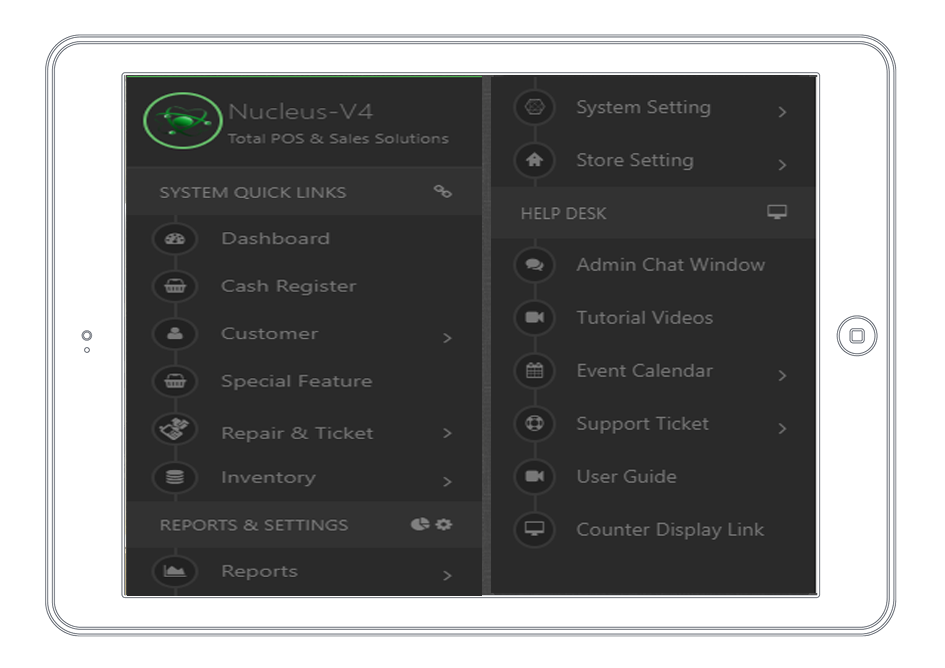 Nucleus-V4
Total POS & Sales Solutions
SYSTEM QUICK LINKS
Dashboard
Cash Register
Customer
Special Feature
Repair & Ticket
Inventory
REPORTS & SETTINGS
Reports
System Setting
Store Setting
HELP DESK
Admin Chat Window
Tutorial Videos
Event Calendar
Support Ticket
User Guide
Counter Display Link